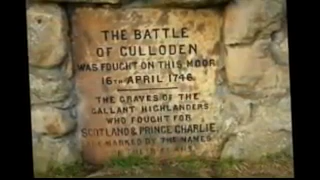 THE BATTLE
OF CULLODEN
WAS FOUGHT ON THIS MOOR
16TH APRIL 1746.
THE GRAVES OF THE
GALLANT HIGHLANDERS
WHO FOUGHT FOR
SCOTLAND & PRINCE CHARLIE
ARE MARKED BY THE NAMES